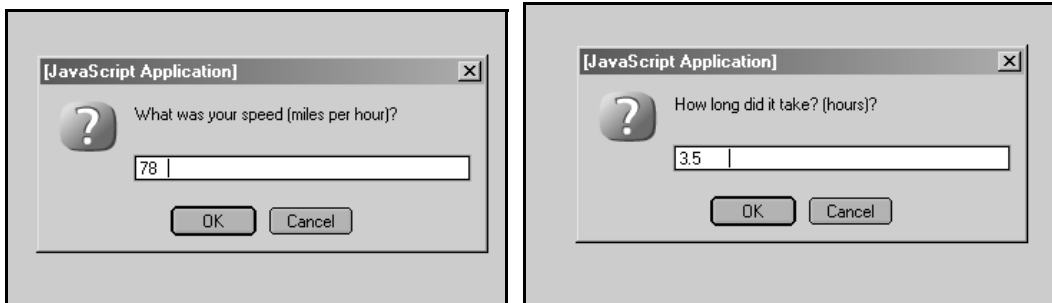 [JavaScript Application]
What was your speed (miles per hour)?
78
OK Cancel
[JavaScript Application]
How long did it take? (hours)?
3.5
OK Cancel